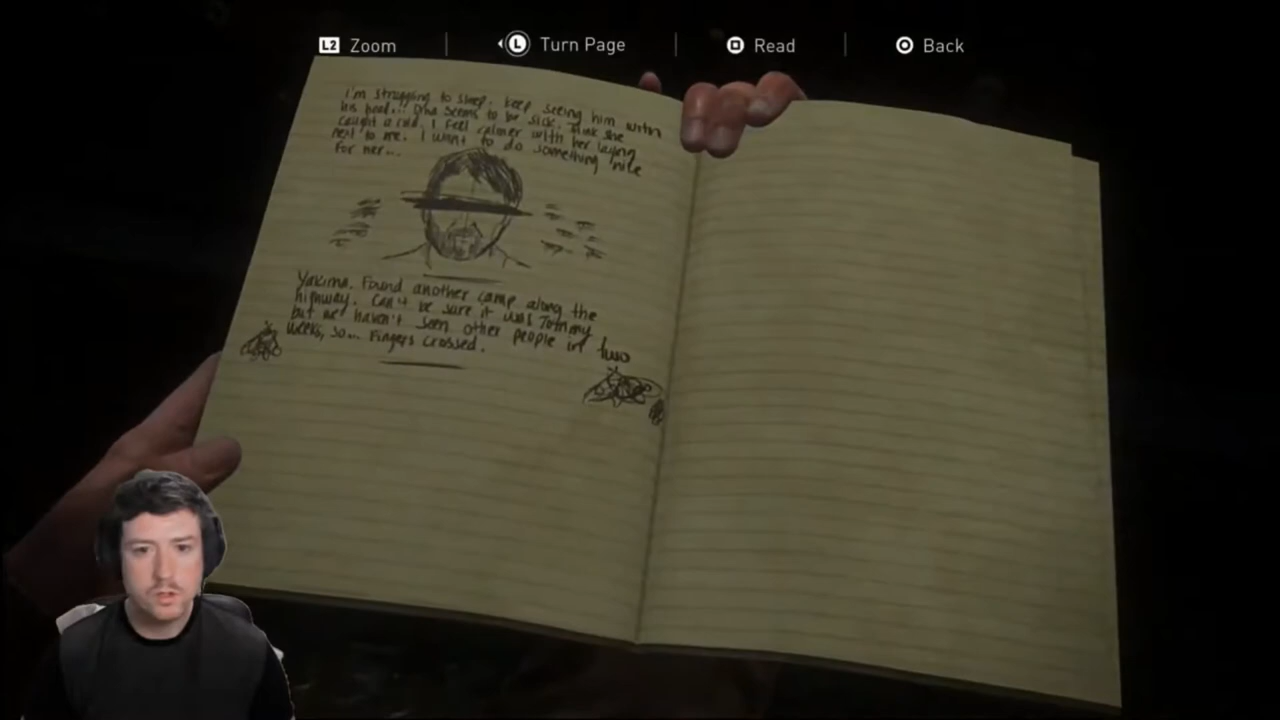 L2 Zoom | L Turn Page | Read | Back
I'm struggling to sleep. Keep seeing him with
his head... Dina seems to be sick. Think she
caught a cold. I feel calmer with her laying
next to me. I want to do something nice
for her...
Yakima. Found another camp along the
highway. Can't be sure it was Tommy
but we haven't seen other people in two
weeks, so... Fingers crossed.